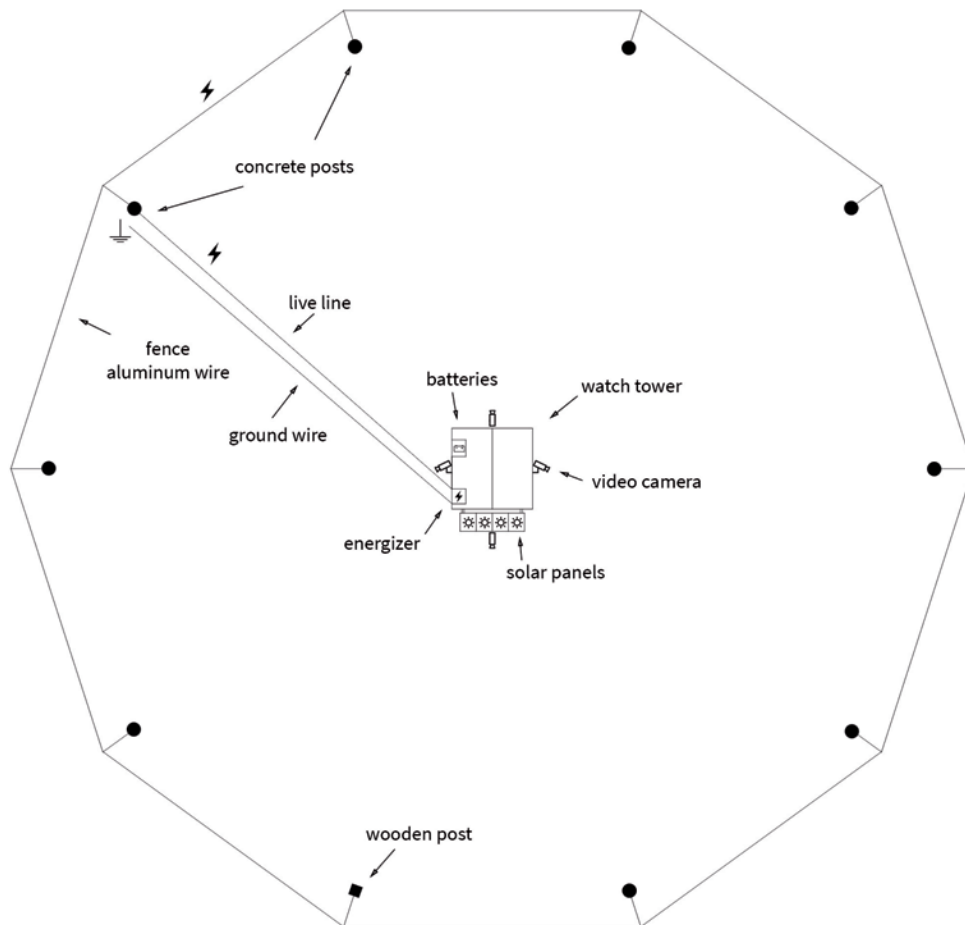 concrete posts
live line
fence
aluminum wire
batteries
watch tower
ground wire
video camera
energizer
solar panels
wooden post